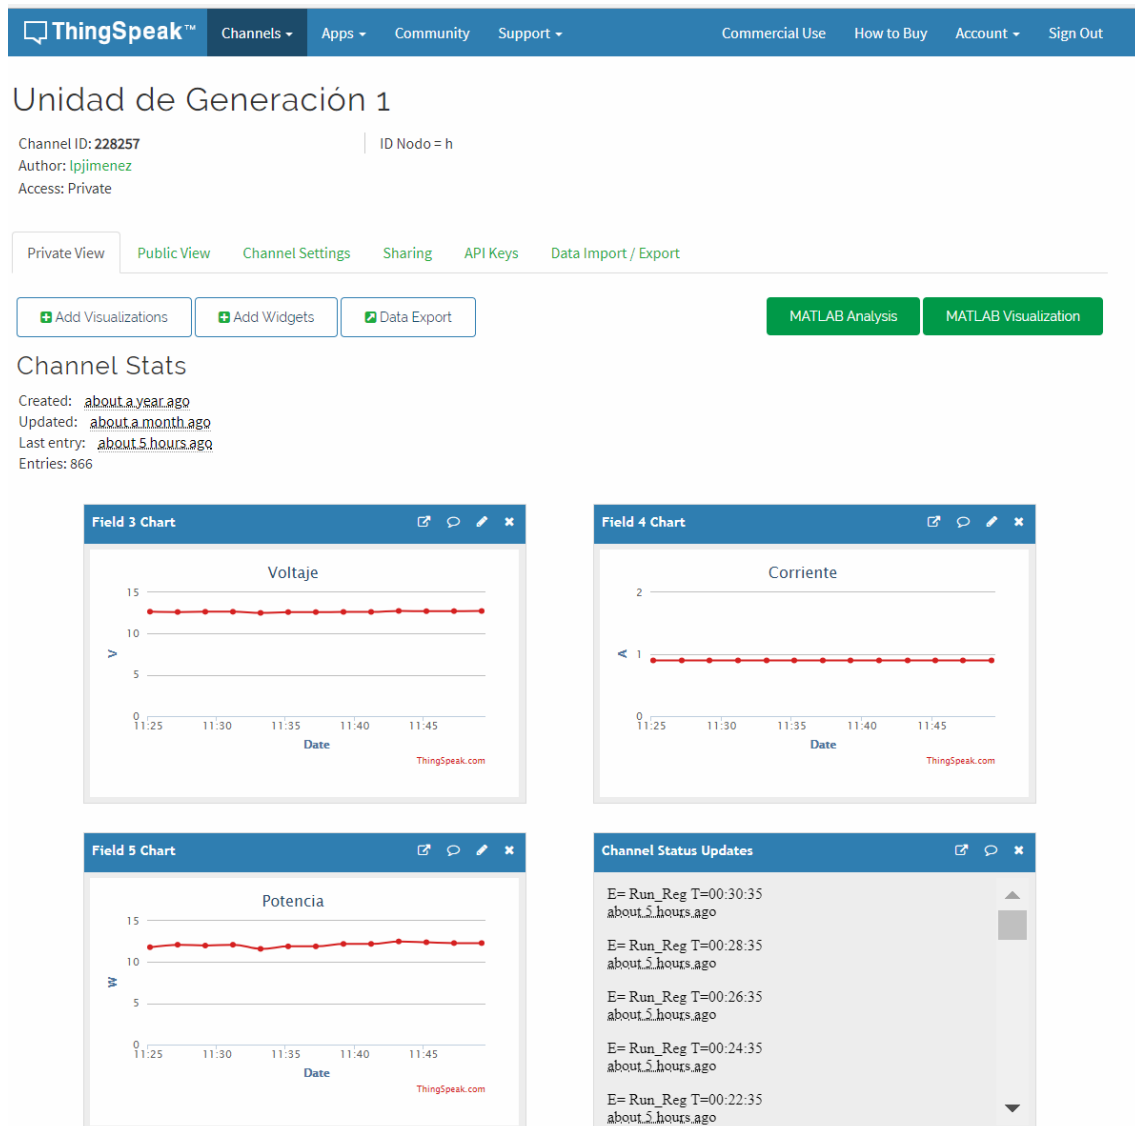 ThingSpeak™ Channels Apps Community Support Commercial Use How to Buy Account Sign Out
Unidad de Generación 1
Channel ID: 228257
Author: lpjimenez
Access: Private
ID Nodo = h
Private View Public View Channel Settings Sharing API Keys Data Import / Export
Add Visualizations Add Widgets Data Export MATLAB Analysis MATLAB Visualization
Channel Stats
Created: about a year ago
Updated: about a month ago
Last entry: about 5 hours ago
Entries: 866
Field 3 Chart
Voltaje
15
10
5
0
V
11:25 11:30 11:35 11:40 11:45
Date
ThingSpeak.com
Field 4 Chart
Corriente
2
1
0
A
11:25 11:30 11:35 11:40 11:45
Date
ThingSpeak.com
Field 5 Chart
Potencia
15
10
5
0
W
11:25 11:30 11:35 11:40 11:45
Date
ThingSpeak.com
Channel Status Updates
E= Run_Reg T=00:30:35
about 5 hours ago
E= Run_Reg T=00:28:35
about 5 hours ago
E= Run_Reg T=00:26:35
about 5 hours ago
E= Run_Reg T=00:24:35
about 5 hours ago
E= Run_Reg T=00:22:35
about 5 hours ago